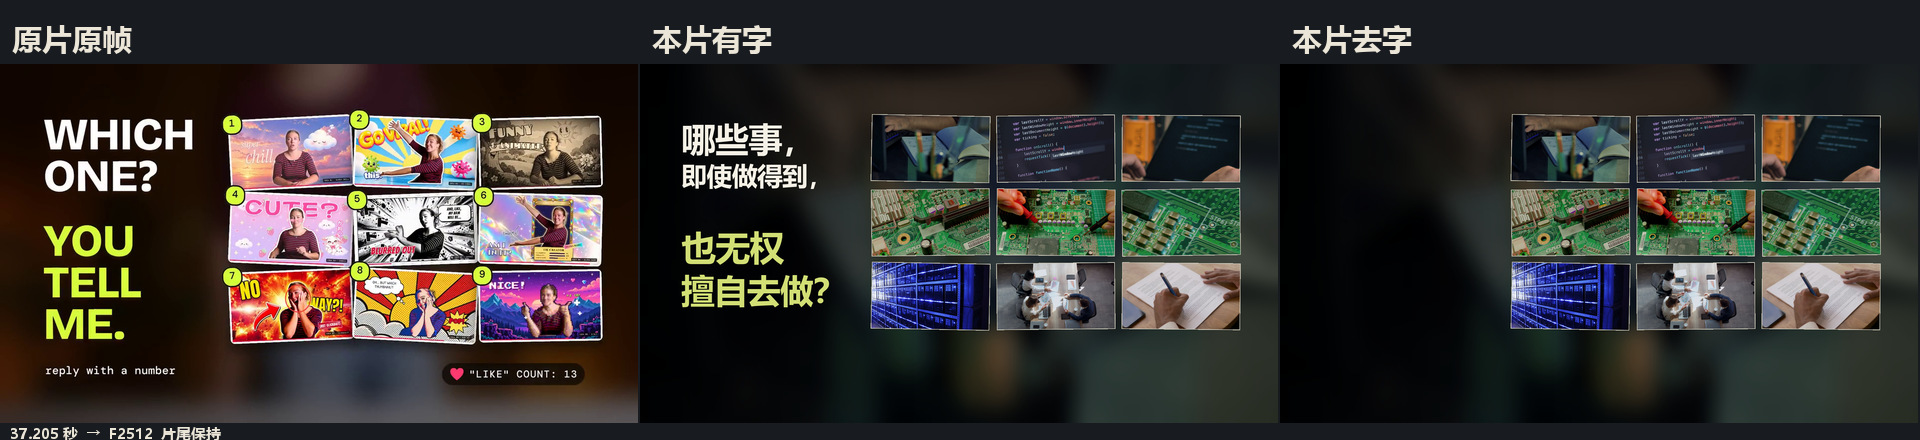 原片原帧
本片有字
本片去字
WHICH
ONE?
YOU
TELL
ME.
reply with a number
1
2
3
chill.
GO VIRAL!
this.
FUNNY
4
5
6
CUTE?
7
8
9
NO
WAY?!
NICE!
"LIKE" COUNT: 13
哪些事，
即使做得到，
也无权
擅自去做？
37.205 秒 → F2512 片尾保持